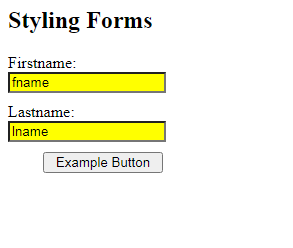 Styling Forms
Firstname:
fname
Lastname:
lname
Example Button